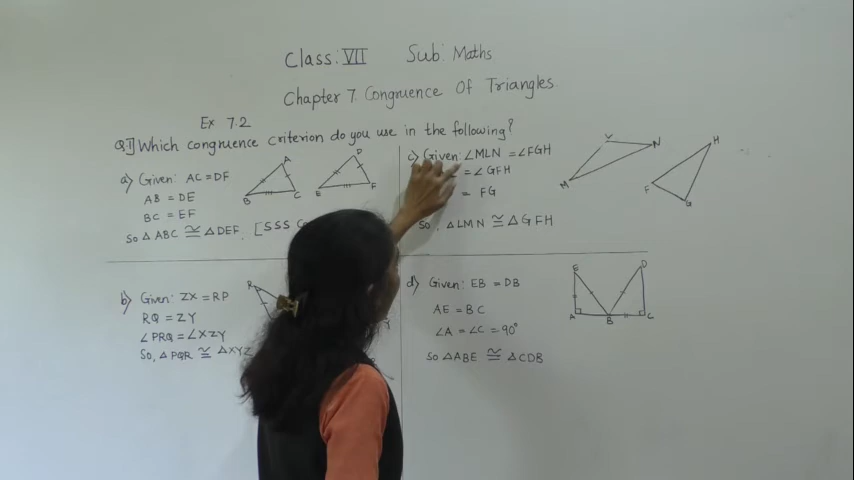 Class: VII Sub: Maths
Chapter 7. Congruence Of Triangles.
Ex 7.2
Q.1] Which congruence criterion do you use in the following?
a) Given: AC = DF
AB = DE
BC = EF
So △ ABC ≅ △ DEF. [SSS
A
B
C
D
E
F
b) Given: ZX = RP
RQ = ZY
∠PRQ = ∠XZY
So, △ PQR ≅ △XYZ
R
Y
c) Given: ∠MLN = ∠FGH
= ∠ GFH
= FG
So, △LMN ≅ △ GFH
M
N
F
G
H
d) Given: EB = DB
AE = BC
∠A = ∠C = 90°
So △ABE ≅ △CDB
E
D
A
B
C